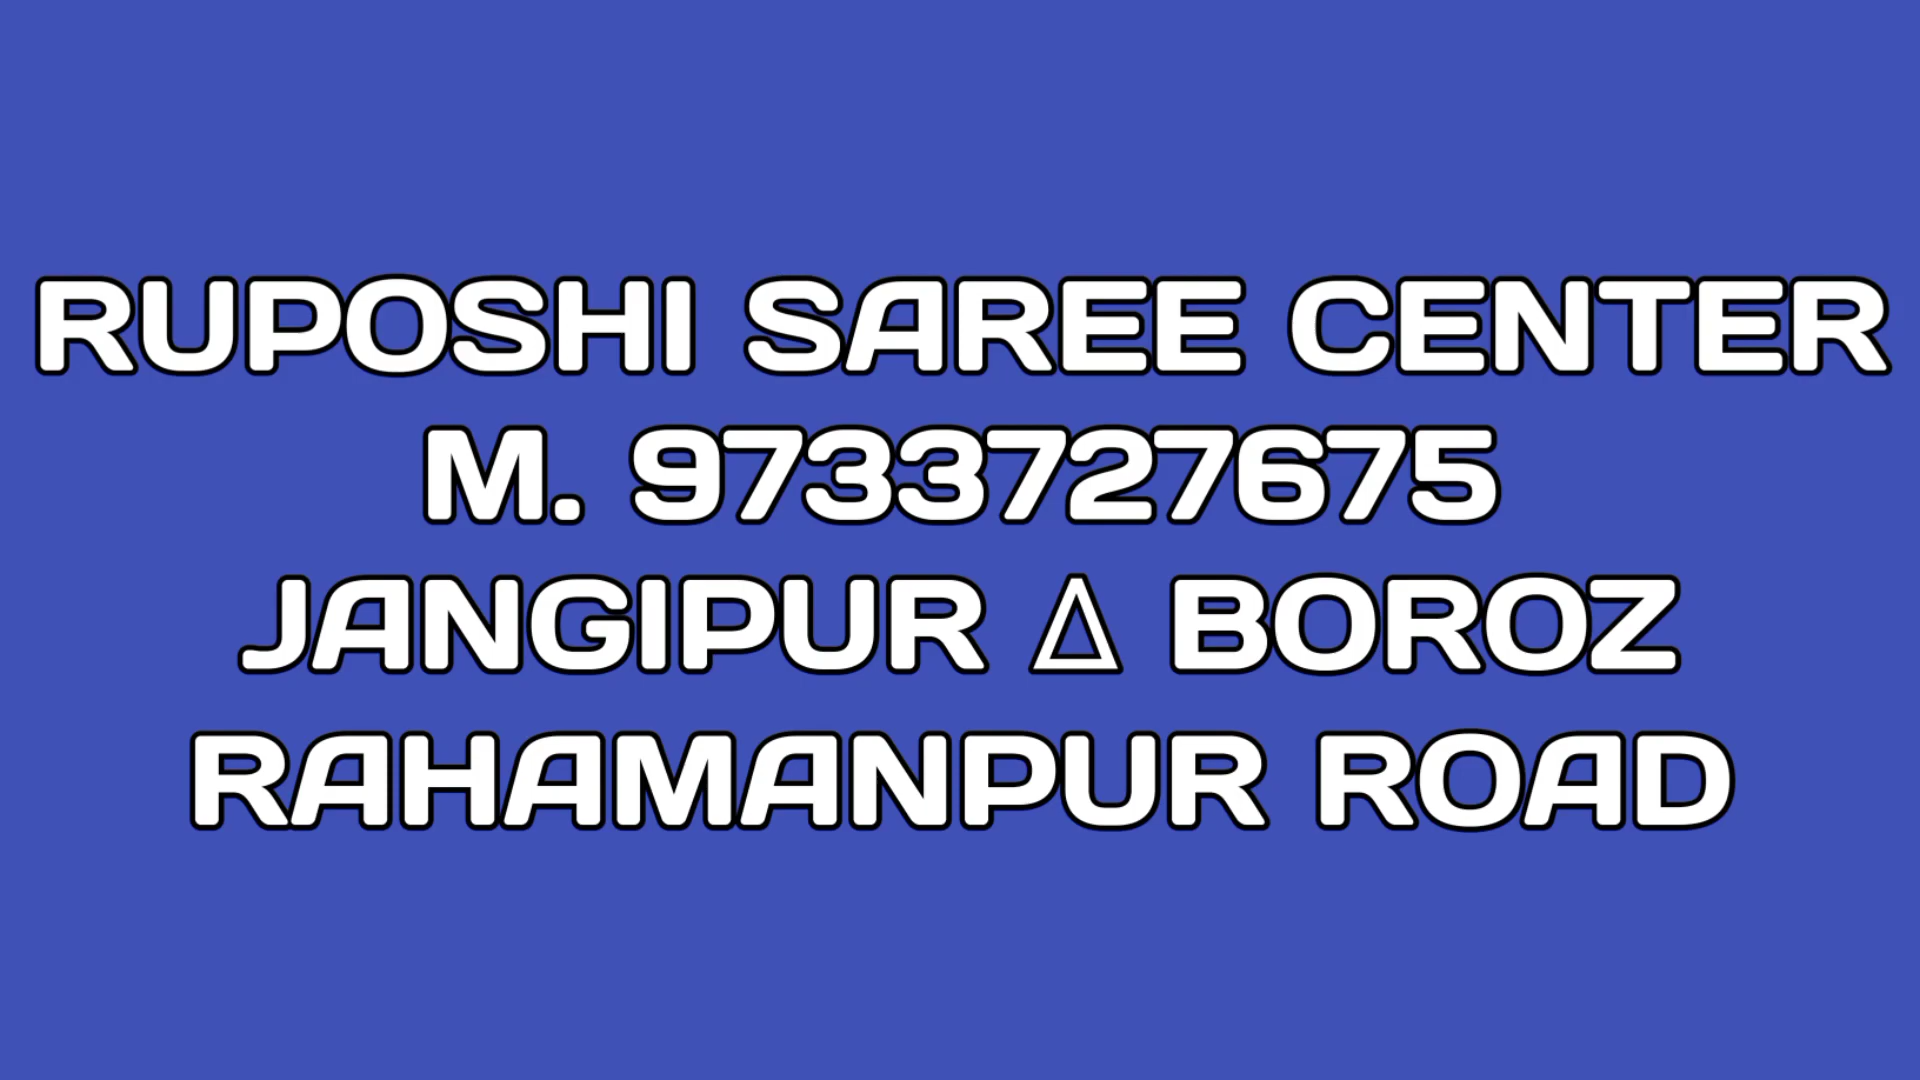 RUPOSHI SAREE CENTER
M. 9733727675
JANGIPUR ∆ BOROZ
RAHAMANPUR ROAD